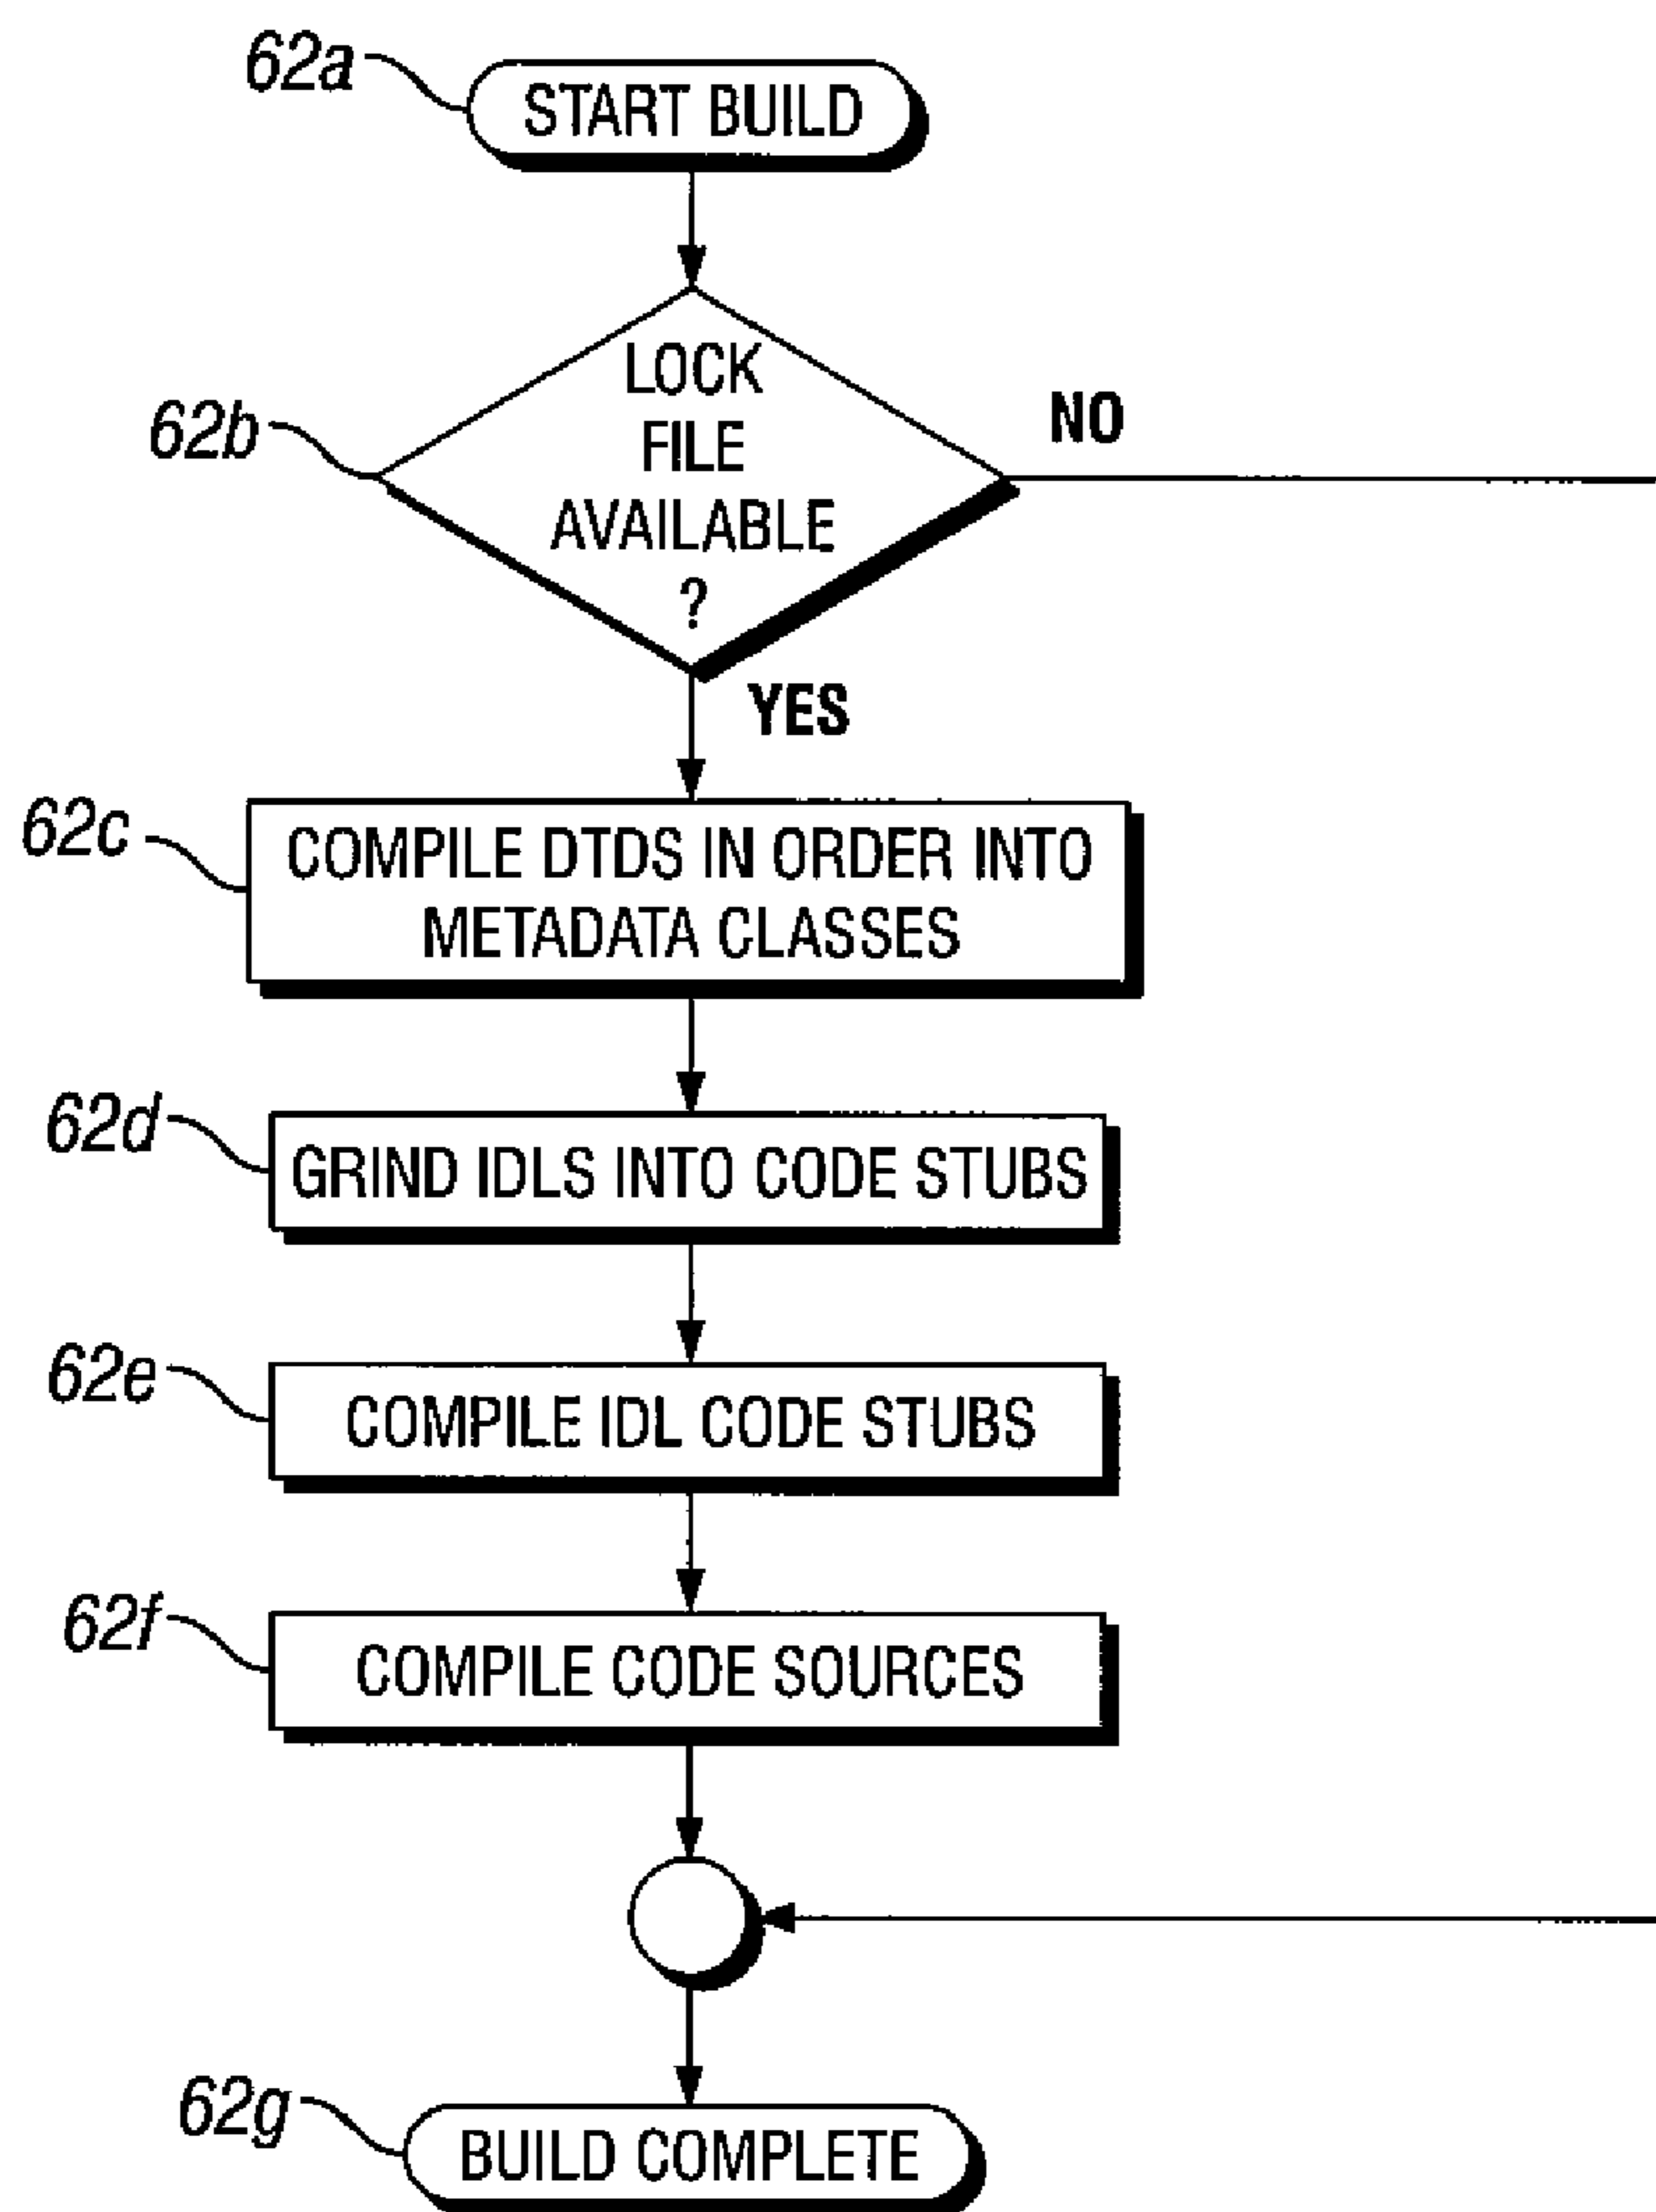 62a
START BUILD
62b
LOCK
FILE
AVAILABLE
?
NO
YES
62c
COMPILE DTDS IN ORDER INTO
METADATA CLASSES
62d
GRIND IDLS INTO CODE STUBS
62e
COMPILE IDL CODE STUBS
62f
COMPILE CODE SOURCES
62g
BUILD COMPLETE